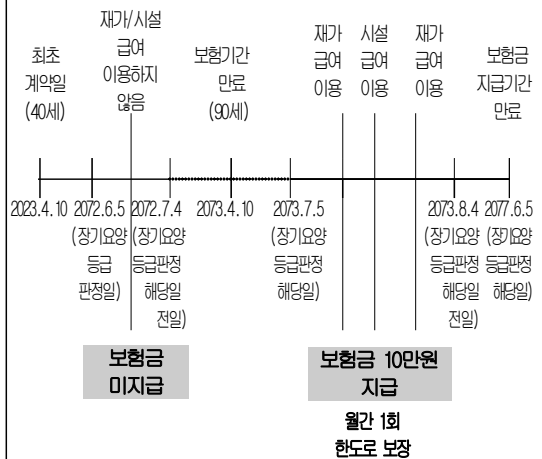 최초
계약일
(40세)
재가/시설
급여
이용하지
않음
보험기간
만료
(90세)
재가
급여
이용
시설
급여
이용
재가
급여
이용
보험금
지급기간
만료
2023.4.10
2072.6.5
(장기요양
등급
판정일)
2072.7.4
(장기요양
등급판정
해당일
전일)
2073.4.10
2073.7.5
(장기요양
등급판정
해당일)
2073.8.4
(장기요양
등급판정
해당일
전일)
2077.6.5
(장기요양
등급판정
해당일)
보험금
미지급
보험금 10만원
지급
월간 1회
한도로 보장